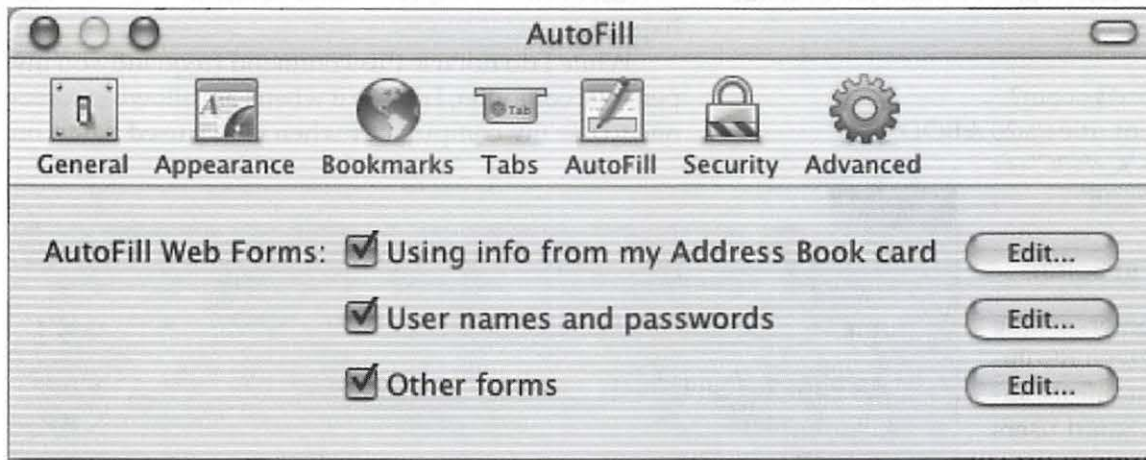 AutoFill
Tab
General Appearance Bookmarks Tabs AutoFill Security Advanced
AutoFill Web Forms: Using info from my Address Book card Edit...
User names and passwords Edit...
Other forms Edit...